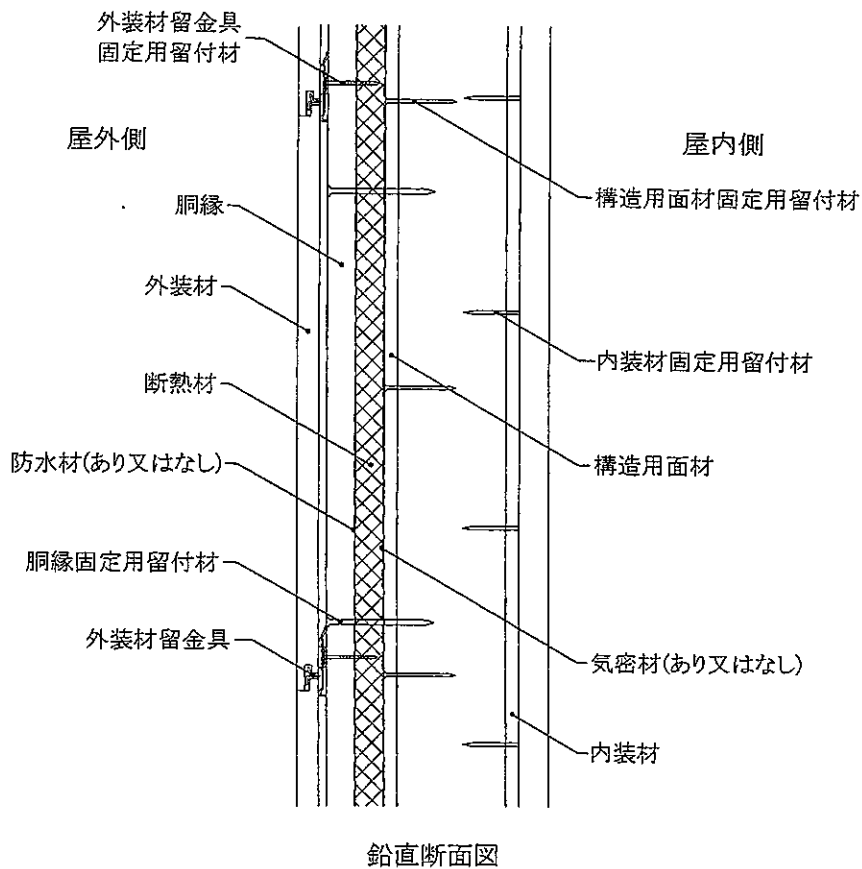 外装材留金具
固定用留付材
屋外側
胴縁
外装材
断熱材
防水材(あり又はなし)
胴縁固定用留付材
外装材留金具
屋内側
構造用面材固定用留付材
内装材固定用留付材
構造用面材
気密材(あり又はなし)
内装材
鉛直断面図